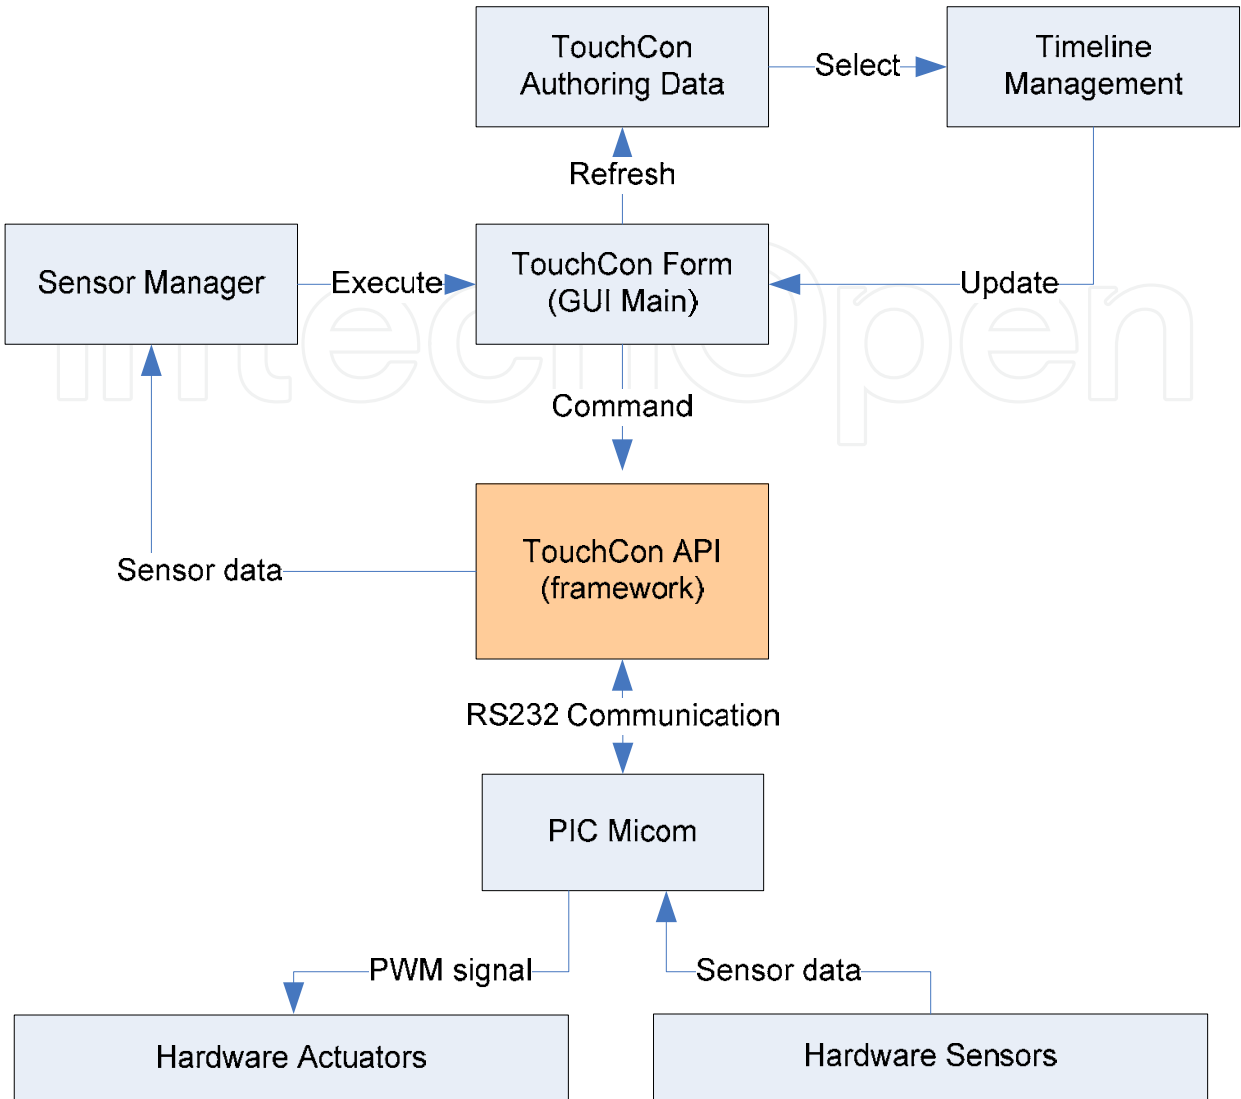 TouchCon
Authoring Data
Select
Timeline
Management
Refresh
Sensor Manager
Execute
TouchCon Form
(GUI Main)
Update
IntechOpen
Command
TouchCon API
(framework)
Sensor data
RS232 Communication
PIC Micom
PWM signal
Sensor data
Hardware Actuators
Hardware Sensors